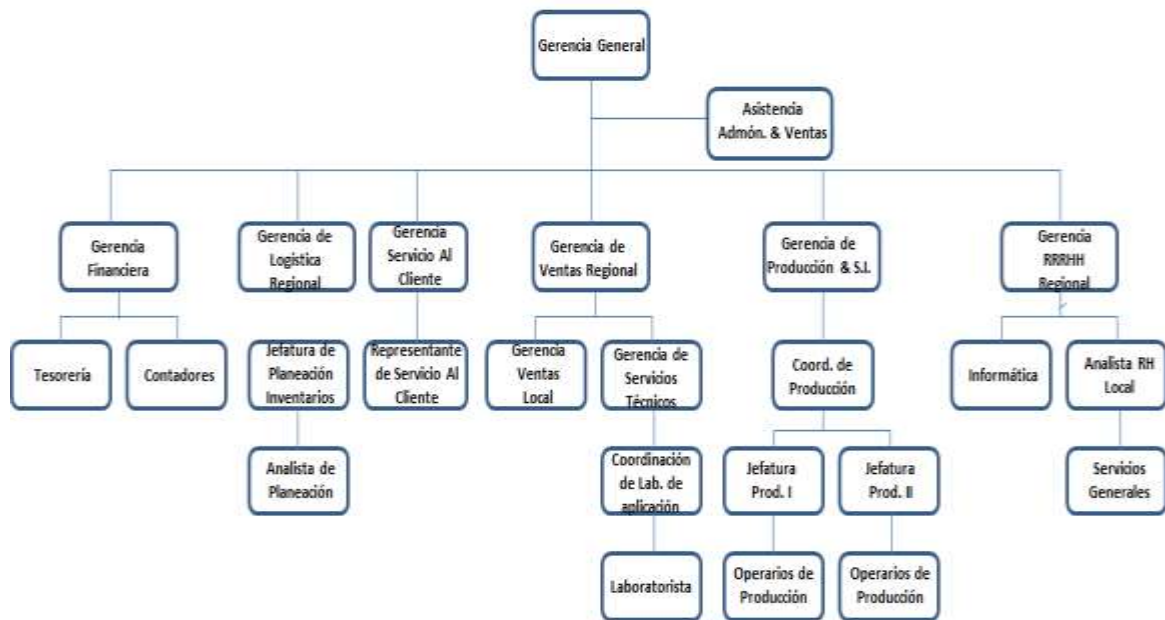 Gerencia General
Asistencia
Admón. & Ventas
Gerencia
Financiera
Gerencia de
Logística
Regional
Gerencia
Servicio Al
Cliente
Gerencia de
Ventas Regional
Gerencia de
Producción & S.I.
Gerencia
RRRHH
Regional
Tesorería
Contadores
Jefatura de
Planeación
Inventarios
Representante
de Servicio Al
Cliente
Gerencia
Ventas
Local
Gerencia de
Servicios
Técnicos
Coord. de
Producción
Informática
Analista RH
Local
Analista de
Planeación
Coordinación
de Lab. de
aplicación
Jefatura
Prod. I
Jefatura
Prod. II
Servicios
Generales
Laboratorista
Operarios de
Producción
Operarios de
Producción